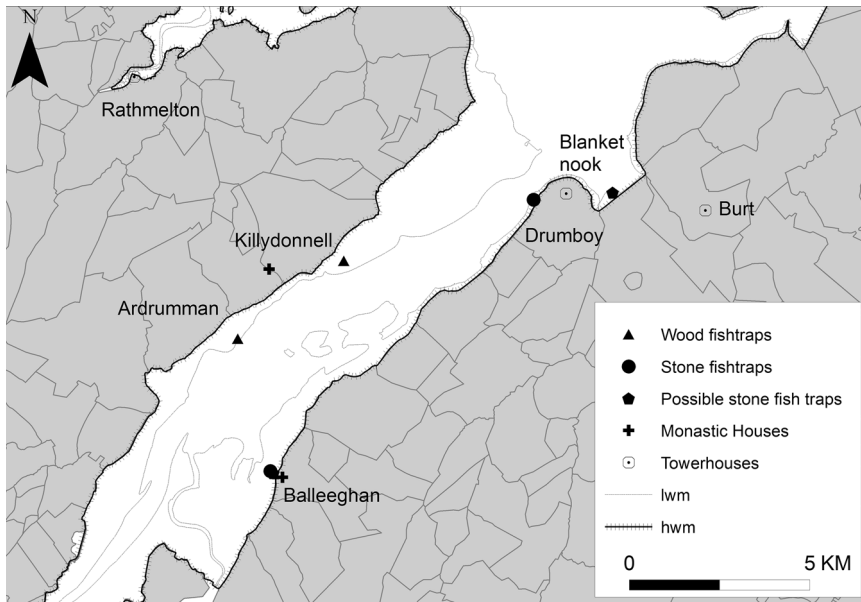 N
Rathmelton
Blanket
nook
Burt
Drumboy
Killydonnell
Ardrumman
Balleeghan
Wood fishtraps
Stone fishtraps
Possible stone fish traps
Monastic Houses
Towerhouses
lwm
hwm
0 5 KM